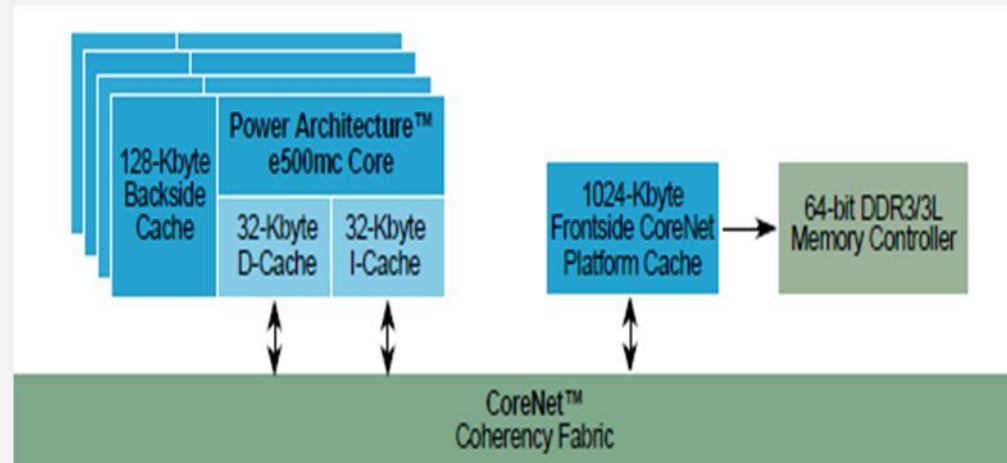 128-Kbyte
Backside
Cache
Power Architecture™
e500mc Core
32-Kbyte
D-Cache
32-Kbyte
I-Cache
1024-Kbyte
Frontside CoreNet
Platform Cache
64-bit DDR3/3L
Memory Controller
CoreNet™
Coherency Fabric